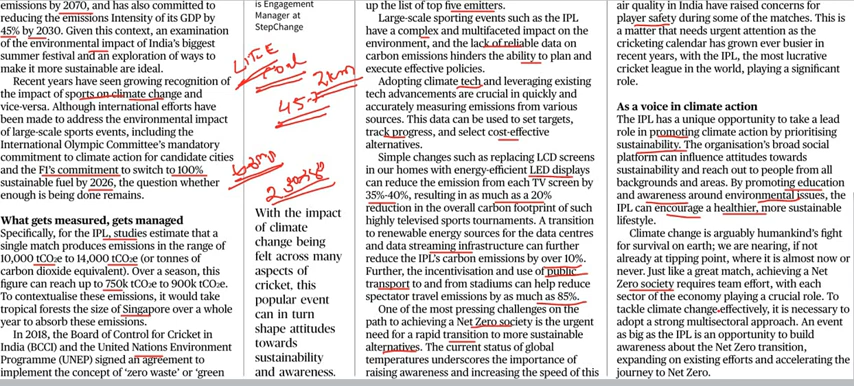 emissions by 2070, and has also committed to
reducing the emissions Intensity of its GDP by
45% by 2030. Given this context, an examination
of the environmental impact of India's biggest
summer festival and an exploration of ways to
make it more sustainable are ideal.
Recent years have seen growing recognition of
the impact of sports on climate change and
vice-versa. Although international efforts have
been made to address the environmental impact
of large-scale sports events, including the
International Olympic Committee's mandatory
commitment to climate action for candidate cities
and the F1's commitment to switch to 100%
sustainable fuel by 2026, the question whether
enough is being done remains.
What gets measured, gets managed
Specifically, for the IPL, studies estimate that a
single match produces emissions in the range of
10,000 tCO2e to 14,000 tCO2e (or tonnes of
carbon dioxide equivalent). Over a season, this
figure can reach up to 750k tCO2e to 900k tCO2e.
To contextualise these emissions, it would take
tropical forests the size of Singapore over a whole
year to absorb these emissions.
In 2018, the Board of Control for Cricket in
India (BCCI) and the United Nations Environment
Programme (UNEP) signed an agreement to
implement the concept of 'zero waste' or 'green
is Engagement
Manager at
StepChange
2km
45%
With the impact
of climate
change being
felt across many
aspects of
cricket, this
popular event
can in turn
shape attitudes
towards
sustainability
and awareness.
up the list of top five emitters.
Large-scale sporting events such as the IPL
have a complex and multifaceted impact on the
environment, and the lack of reliable data on
carbon emissions hinders the ability to plan and
execute effective policies.
Adopting climate tech and leveraging existing
tech advancements are crucial in quickly and
accurately measuring emissions from various
sources. This data can be used to set targets,
track progress, and select cost-effective
alternatives.
Simple changes such as replacing LCD screens
in our homes with energy-efficient LED displays
can reduce the emission from each TV screen by
35%-40%, resulting in as much as a 20%
reduction in the overall carbon footprint of such
highly televised sports tournaments. A transition
to renewable energy sources for the data centres
and data streaming infrastructure can further
reduce the IPL's carbon emissions by over 10%.
Further, the incentivisation and use of public
transport to and from stadiums can help reduce
spectator travel emissions by as much as 85%.
One of the most pressing challenges on the
path to achieving a Net Zero society is the urgent
need for a rapid transition to more sustainable
alternatives. The current status of global
temperatures underscores the importance of
raising awareness and increasing the speed of this
air quality in India have raised concerns for
player safety during some of the matches. This is
a matter that needs urgent attention as the
cricketing calendar has grown ever busier in
recent years, with the IPL, the most lucrative
cricket league in the world, playing a significant
role.
As a voice in climate action
The IPL has a unique opportunity to take a lead
role in promoting climate action by prioritising
sustainability. The organisation's broad social
platform can influence attitudes towards
sustainability and reach out to people from all
backgrounds and areas. By promoting education
and awareness around environmental issues, the
IPL can encourage a healthier, more sustainable
lifestyle.
Climate change is arguably humankind's fight
for survival on earth; we are nearing, if not
already at tipping point, where it is almost now or
never. Just like a great match, achieving a Net
Zero society requires team effort, with each
sector of the economy playing a crucial role. To
tackle climate change effectively, it is necessary to
adopt a strong multisectoral approach. An event
as big as the IPL is an opportunity to build
awareness about the Net Zero transition,
expanding on existing efforts and accelerating the
journey to Net Zero.